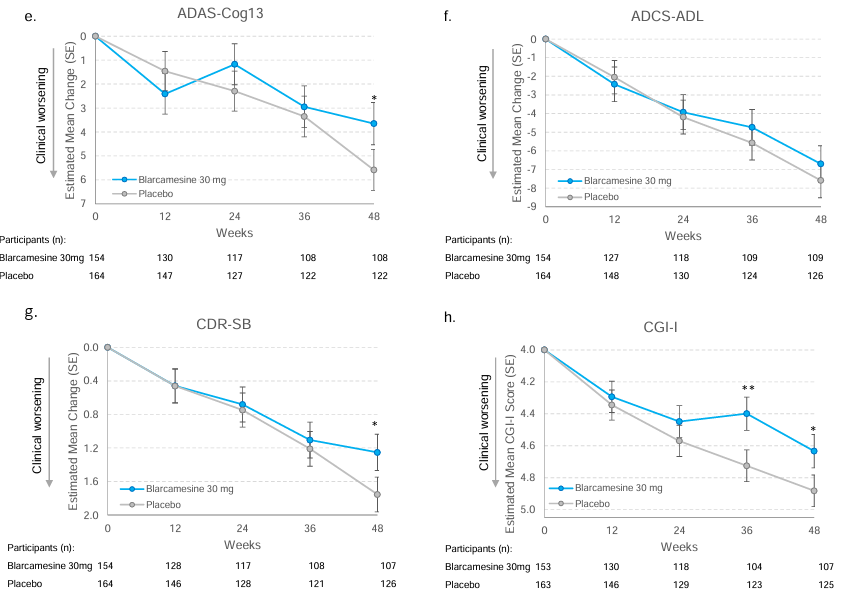 e.
ADAS-Cog13
Clinical worsening
Estimated Mean Change (SE)
0
1
2
3
4
5
6
7
*
Blarcamesine 30 mg
Placebo
0 12 24 36 48
Weeks
Participants (n):
Blarcamesine 30mg 154 130 117 108 108
Placebo 164 147 127 122 122
f.
ADCS-ADL
Clinical worsening
Estimated Mean Change (SE)
0
-1
-2
-3
-4
-5
-6
-7
-8
-9
Blarcamesine 30 mg
Placebo
0 12 24 36 48
Weeks
Participants (n):
Blarcamesine 30mg 154 127 118 109 109
Placebo 164 148 130 124 126
g.
CDR-SB
Clinical worsening
Estimated Mean Change (SE)
0.0
0.4
0.8
1.2
1.6
2.0
*
Blarcamesine 30 mg
Placebo
0 12 24 36 48
Weeks
Participants (n):
Blarcamesine 30mg 154 128 117 108 107
Placebo 164 146 128 121 126
h.
CGI-I
Clinical worsening
Estimated Mean CGI-I Score (SE)
4.0
4.2
4.4
4.6
4.8
5.0
**
*
Blarcamesine 30 mg
Placebo
0 12 24 36 48
Weeks
Participants (n):
Blarcamesine 30mg 153 130 118 104 107
Placebo 163 146 129 123 125